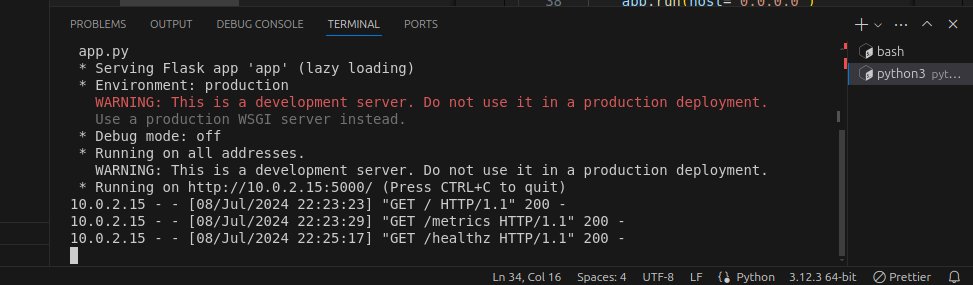 38 app.run(host="0.0.0.0")
PROBLEMS OUTPUT DEBUG CONSOLE TERMINAL PORTS
app.py
* Serving Flask app 'app' (lazy loading)
* Environment: production
WARNING: This is a development server. Do not use it in a production deployment.
Use a production WSGI server instead.
* Debug mode: off
* Running on all addresses.
WARNING: This is a development server. Do not use it in a production deployment.
* Running on http://10.0.2.15:5000/ (Press CTRL+C to quit)
10.0.2.15 - - [08/Jul/2024 22:23:23] "GET / HTTP/1.1" 200 -
10.0.2.15 - - [08/Jul/2024 22:23:29] "GET /metrics HTTP/1.1" 200 -
10.0.2.15 - - [08/Jul/2024 22:25:17] "GET /healthz HTTP/1.1" 200 -
bash
python3 pyt...
Ln 34, Col 16 Spaces: 4 UTF-8 LF Python 3.12.3 64-bit Prettier